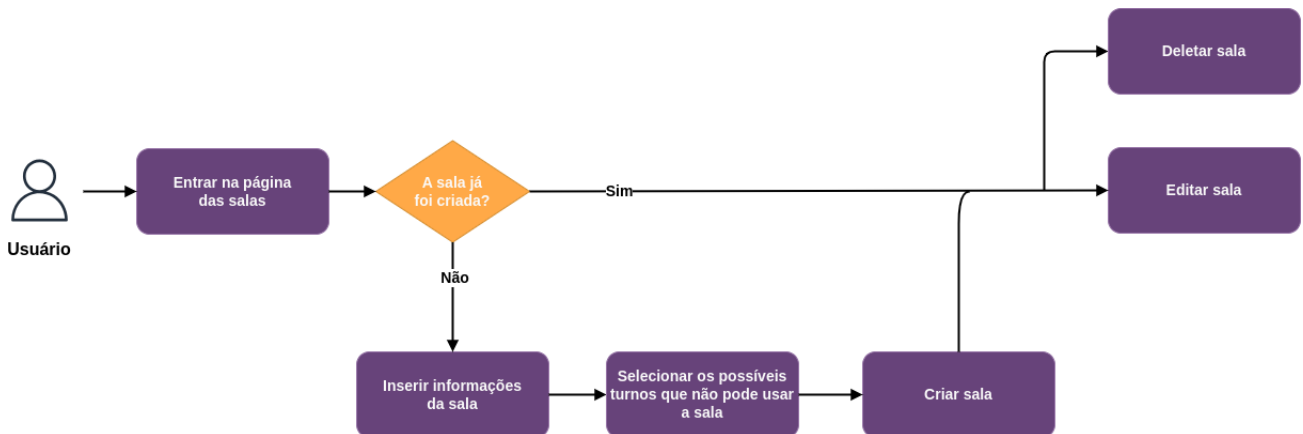 Usuário
Entrar na página
das salas
A sala já
foi criada?
Sim
Deletar sala
Editar sala
Não
Inserir informações
da sala
Selecionar os possíveis
turnos que não pode usar
a sala
Criar sala